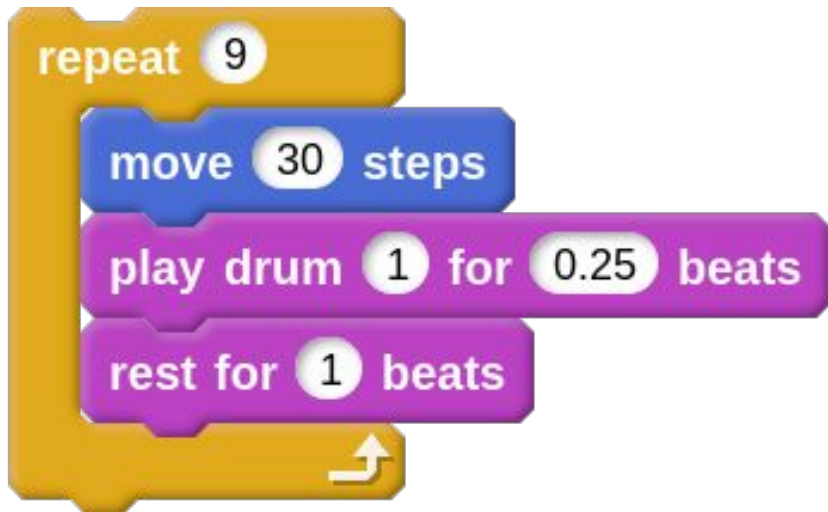 repeat 9
move 30 steps
play drum 1 for 0.25 beats
rest for 1 beats